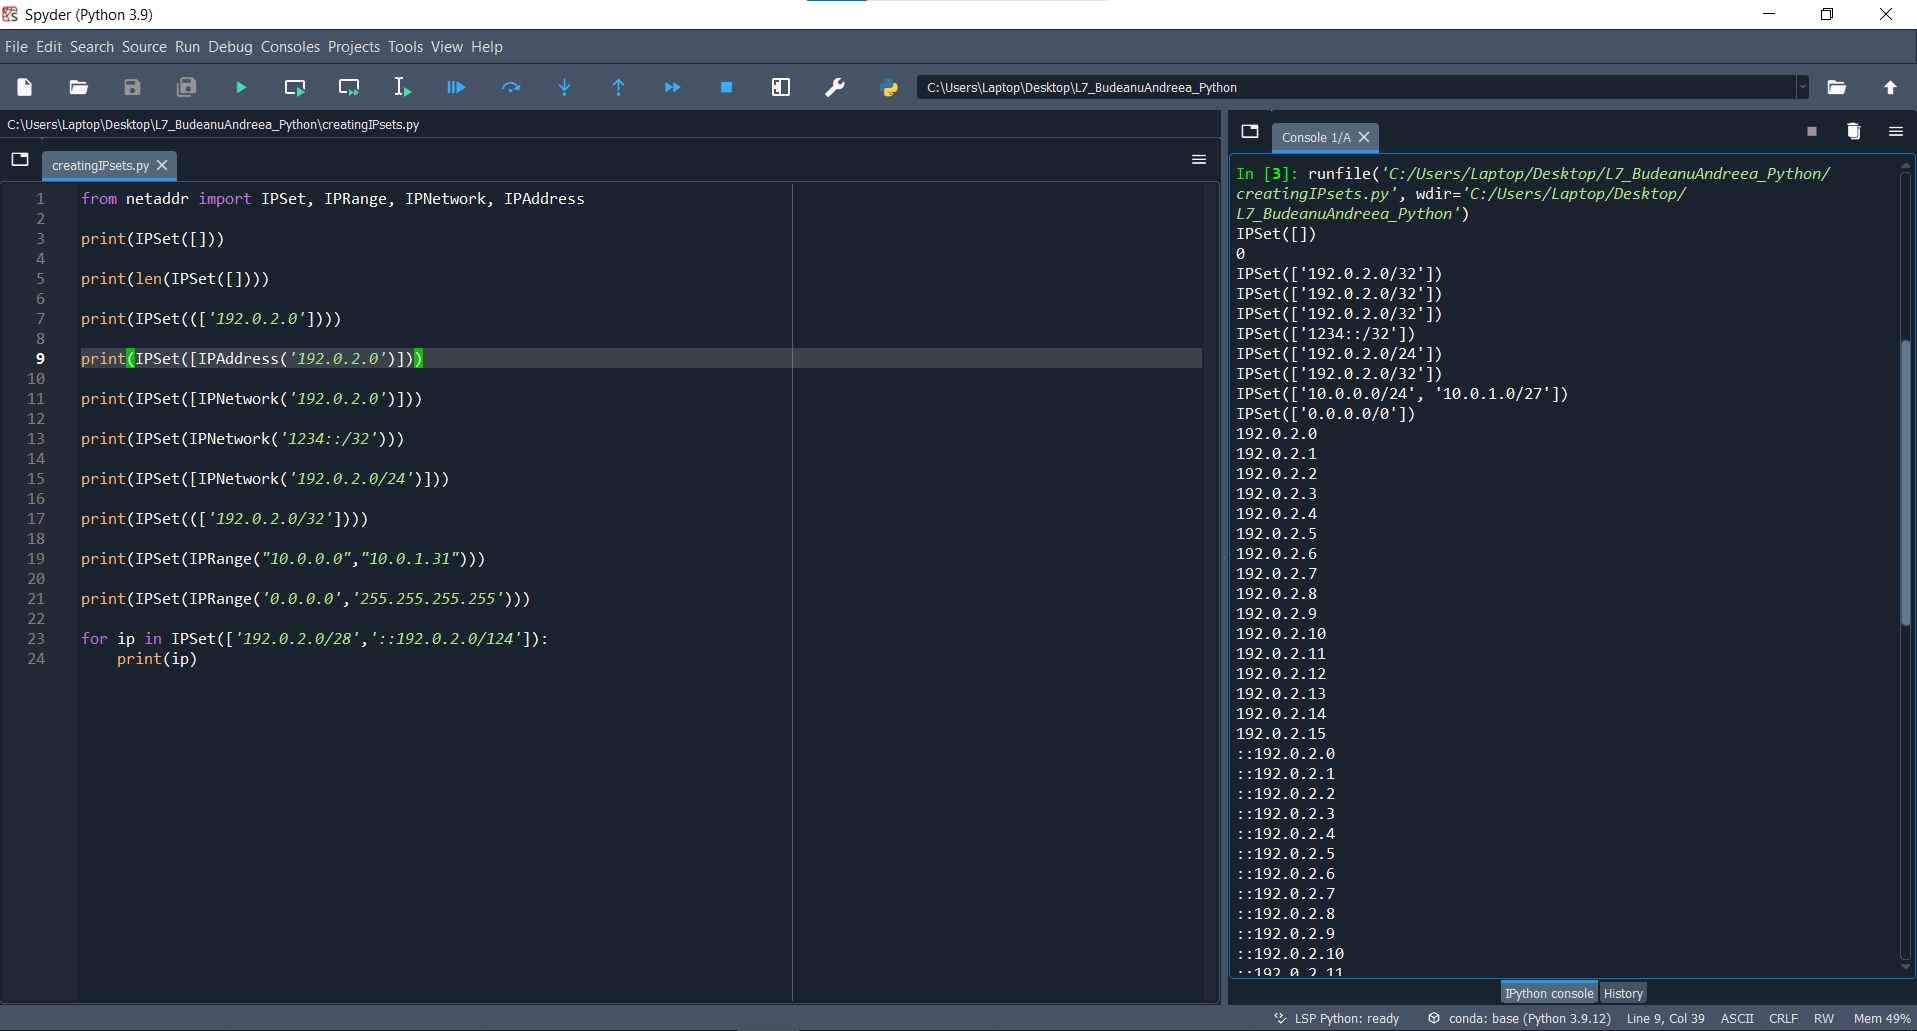 Spyder (Python 3.9)
File Edit Search Source Run Debug Consoles Projects Tools View Help
C:\Users\Laptop\Desktop\L7_BudeanuAndreea_Python
C:\Users\Laptop\Desktop\L7_BudeanuAndreea_Python\creatingIPsets.py
creatingIPsets.py
1 from netaddr import IPSet, IPRange, IPNetwork, IPAddress
2
3 print(IPSet([]))
4
5 print(len(IPSet([])))
6
7 print(IPSet((['192.0.2.0'])))
8
9 print(IPSet([IPAddress('192.0.2.0')]))
10
11 print(IPSet([IPNetwork('192.0.2.0')]))
12
13 print(IPSet(IPNetwork('1234::/32')))
14
15 print(IPSet([IPNetwork('192.0.2.0/24')]))
16
17 print(IPSet((['192.0.2.0/32'])))
18
19 print(IPSet(IPRange("10.0.0.0","10.0.1.31")))
20
21 print(IPSet(IPRange('0.0.0.0','255.255.255.255')))
22
23 for ip in IPSet(['192.0.2.0/28','::192.0.2.0/124']):
24     print(ip)
Console 1/A
In [3]: runfile('C:/Users/Laptop/Desktop/L7_BudeanuAndreea_Python/
creatingIPsets.py', wdir='C:/Users/Laptop/Desktop/
L7_BudeanuAndreea_Python')
IPSet([])
0
IPSet(['192.0.2.0/32'])
IPSet(['192.0.2.0/32'])
IPSet(['192.0.2.0/32'])
IPSet(['1234::/32'])
IPSet(['192.0.2.0/24'])
IPSet(['192.0.2.0/32'])
IPSet(['10.0.0.0/24', '10.0.1.0/27'])
IPSet(['0.0.0.0/0'])
192.0.2.0
192.0.2.1
192.0.2.2
192.0.2.3
192.0.2.4
192.0.2.5
192.0.2.6
192.0.2.7
192.0.2.8
192.0.2.9
192.0.2.10
192.0.2.11
192.0.2.12
192.0.2.13
192.0.2.14
192.0.2.15
::192.0.2.0
::192.0.2.1
::192.0.2.2
::192.0.2.3
::192.0.2.4
::192.0.2.5
::192.0.2.6
::192.0.2.7
::192.0.2.8
::192.0.2.9
::192.0.2.10
::192.0.2.11
IPython console History
LSP Python: ready conda: base (Python 3.9.12) Line 9, Col 39 ASCII CRLF RW Mem 49%